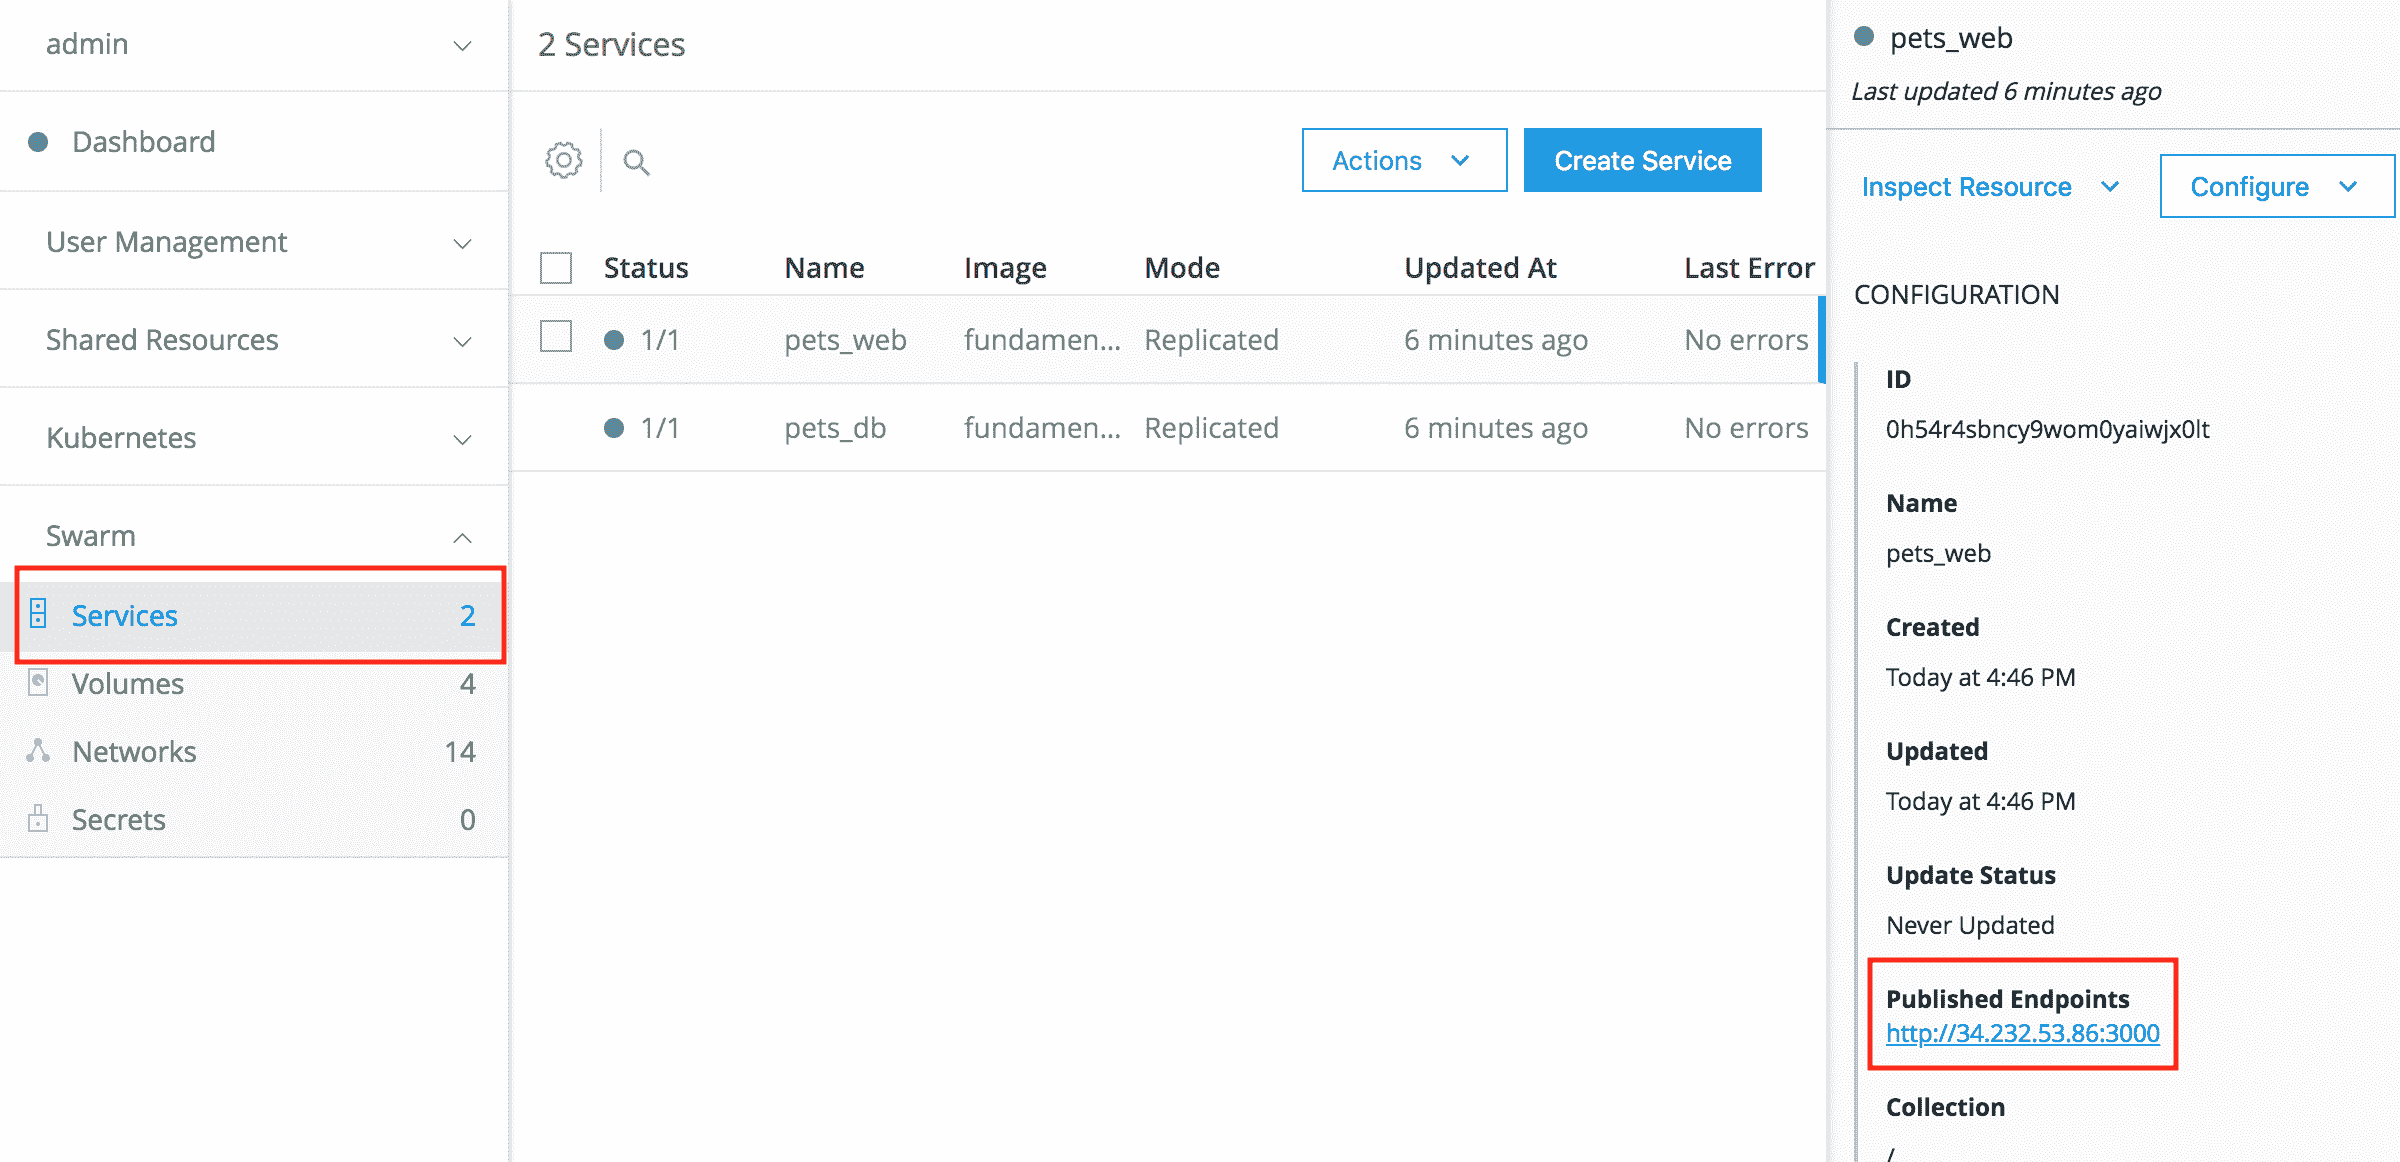 admin
Dashboard
User Management
Shared Resources
Kubernetes
Swarm
Services 2
Volumes 4
Networks 14
Secrets 0
2 Services
Actions Create Service
Status Name Image Mode Updated At Last Error
1/1 pets_web fundamen... Replicated 6 minutes ago No errors
1/1 pets_db fundamen... Replicated 6 minutes ago No errors
pets_web
Last updated 6 minutes ago
Inspect Resource Configure
CONFIGURATION
ID
0h54r4sbncy9wom0yaiwjx0lt
Name
pets_web
Created
Today at 4:46 PM
Updated
Today at 4:46 PM
Update Status
Never Updated
Published Endpoints
http://34.232.53.86:3000
Collection
/